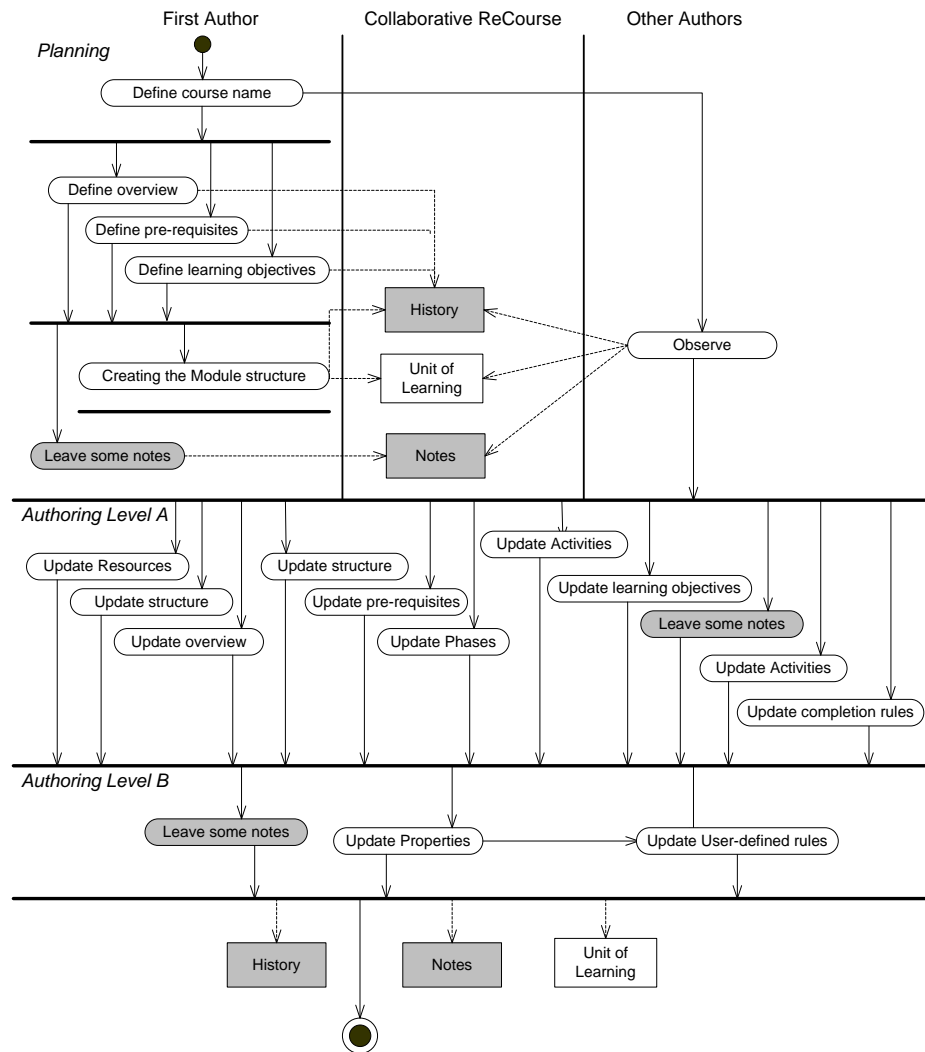 First Author
Collaborative ReCourse
Other Authors
Planning
Define course name
Define overview
Define pre-requisites
Define learning objectives
History
Observe
Creating the Module structure
Unit of
Learning
Leave some notes
Notes
Authoring Level A
Update Activities
Update Resources
Update structure
Update learning objectives
Update structure
Update pre-requisites
Leave some notes
Update overview
Update Phases
Update Activities
Update completion rules
Authoring Level B
Leave some notes
Update Properties
Update User-defined rules
History
Notes
Unit of
Learning